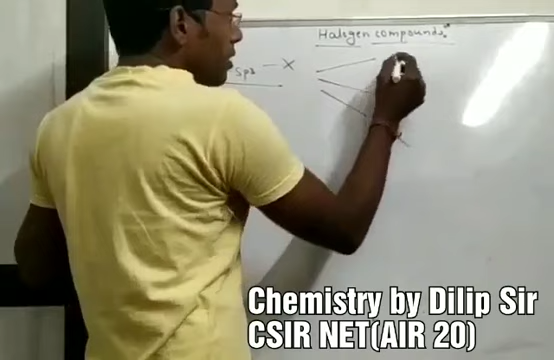 Halogen compounds
sp3 - X
Chemistry by Dilip Sir
CSIR NET(AIR 20)